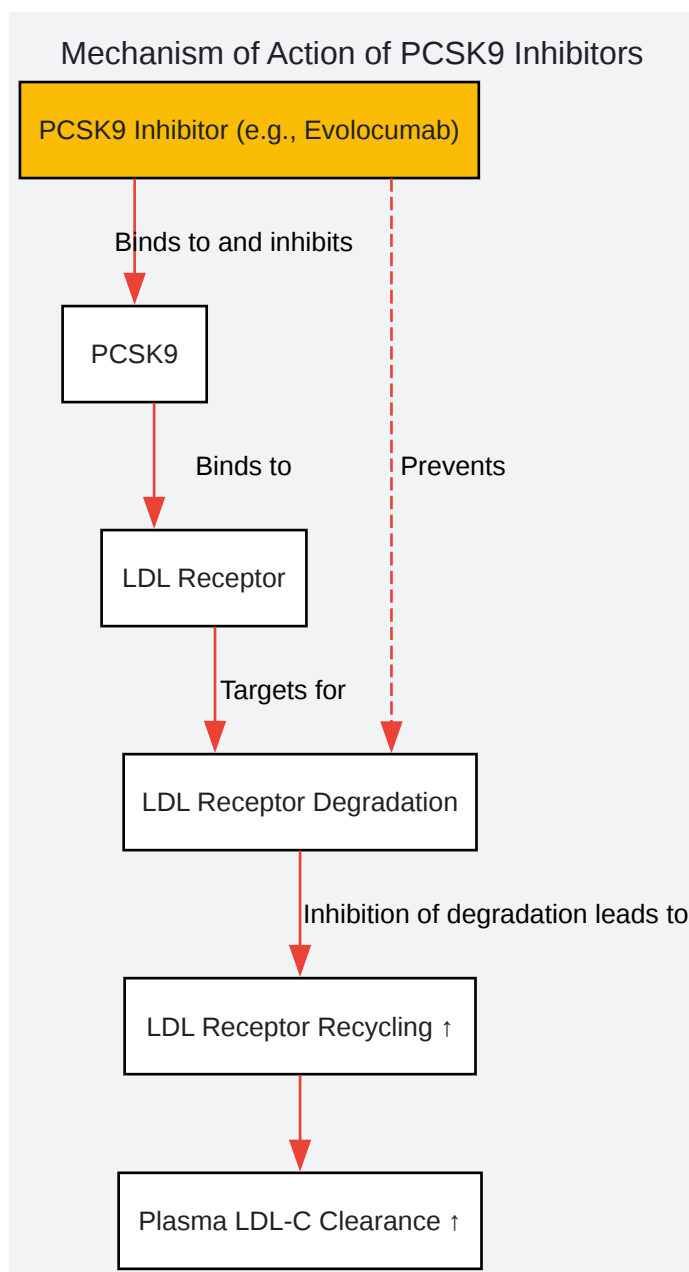 Mechanism of Action of PCSK9 Inhibitors
PCSK9 Inhibitor (e.g., Evolocumab)
Binds to and inhibits
PCSK9
Binds to
Prevents
LDL Receptor
Targets for
LDL Receptor Degradation
Inhibition of degradation leads to
LDL Receptor Recycling ↑
Plasma LDL-C Clearance ↑